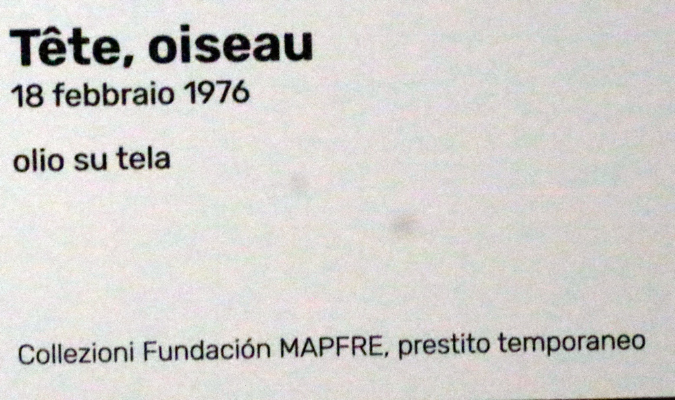 Tête, oiseau
18 febbraio 1976
olio su tela
Collezioni Fundación MAPFRE, prestito temporaneo